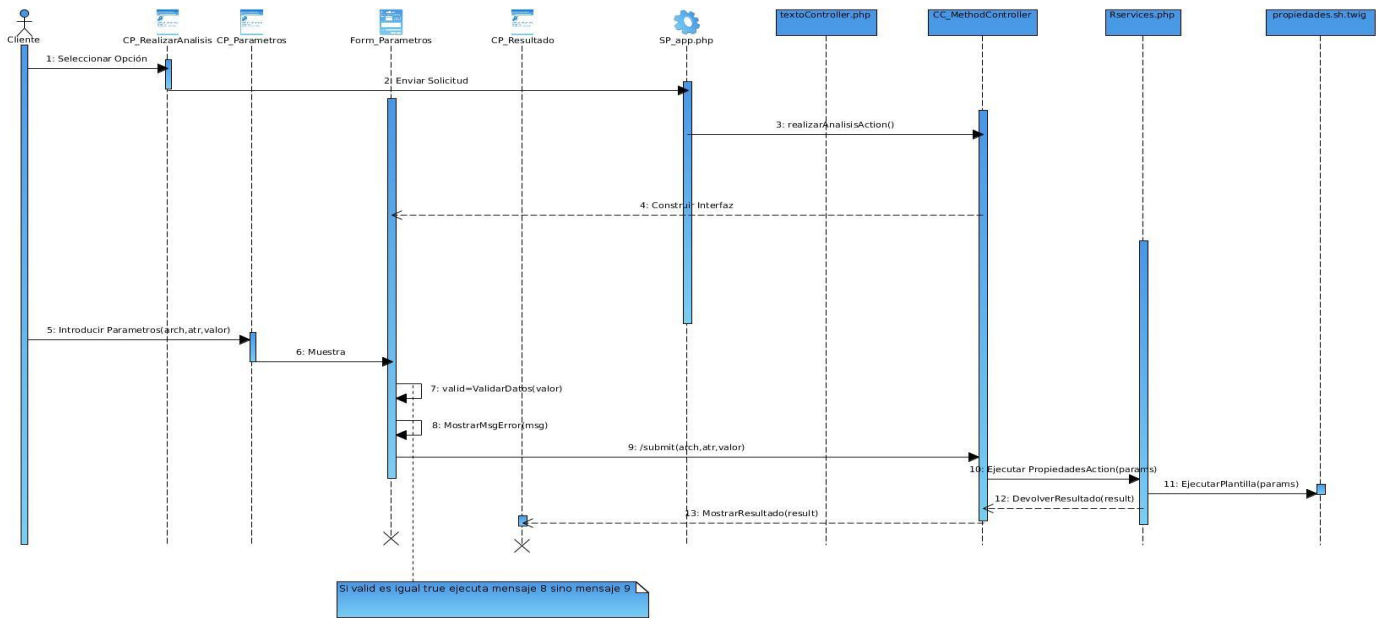 textoController.php
CC_MethodController
Rservices.php
propiedades.sh.twig
Cliente
CP_RealizarAnalisis
CP_Parametros
Form_Parametros
CP_Resultado
SP_app.php
1: Seleccionar Opción
2: Enviar Solicitud
3: realizarAnalisisAction()
4: Construir Interfaz
5: Introducir Parametros(arch,atr,valor)
6: Muestra
7: valid=ValidarDatos(valor)
8: MostrarMsgError(msg)
9: /submit(arch,atr,valor)
10: Ejecutar PropiedadesAction(params)
11: EjecutarPlantilla(params)
12: DevolverResultado(result)
13: MostrarResultado(result)
Si valid es igual true ejecuta mensaje 8 sino mensaje 9